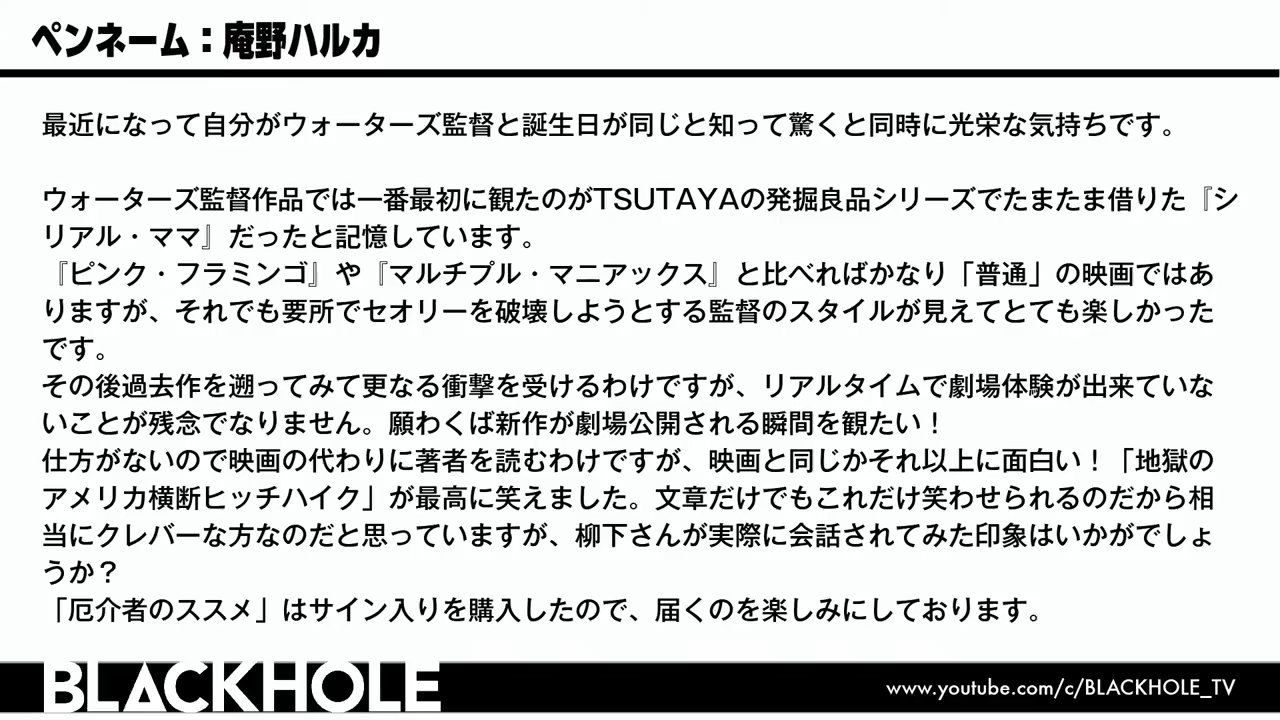 ペンネーム：庵野ハルカ
最近になって自分がウォーターズ監督と誕生日が同じと知って驚くと同時に光栄な気持ちです。
ウォーターズ監督作品では一番最初に観たのがTSUTAYAの発掘良品シリーズでたまたま借りた『シ
リアル・ママ』だったと記憶しています。
『ピンク・フラミンゴ』や『マルチプル・マニアックス』と比べればかなり「普通」の映画ではあ
りますが、それでも要所でセオリーを破壊しようとする監督のスタイルが見えてとても楽しかった
です。
その後過去作を遡ってみて更なる衝撃を受けるわけですが、リアルタイムで劇場体験が出来ていな
いことが残念でなりません。願わくば新作が劇場公開される瞬間を観たい！
仕方がないので映画の代わりに著者を読むわけですが、映画と同じかそれ以上に面白い！「地獄の
アメリカ横断ヒッチハイク」が最高に笑えました。文章だけでもこれだけ笑わせられるのだから相
当にクレバーな方なのだと思っていますが、柳下さんが実際に会話されてみた印象はいかがでしょ
うか？
「厄介者のススメ」はサイン入りを購入したので、届くのを楽しみにしております。
BLACKHOLE
www.youtube.com/c/BLACKHOLE_TV